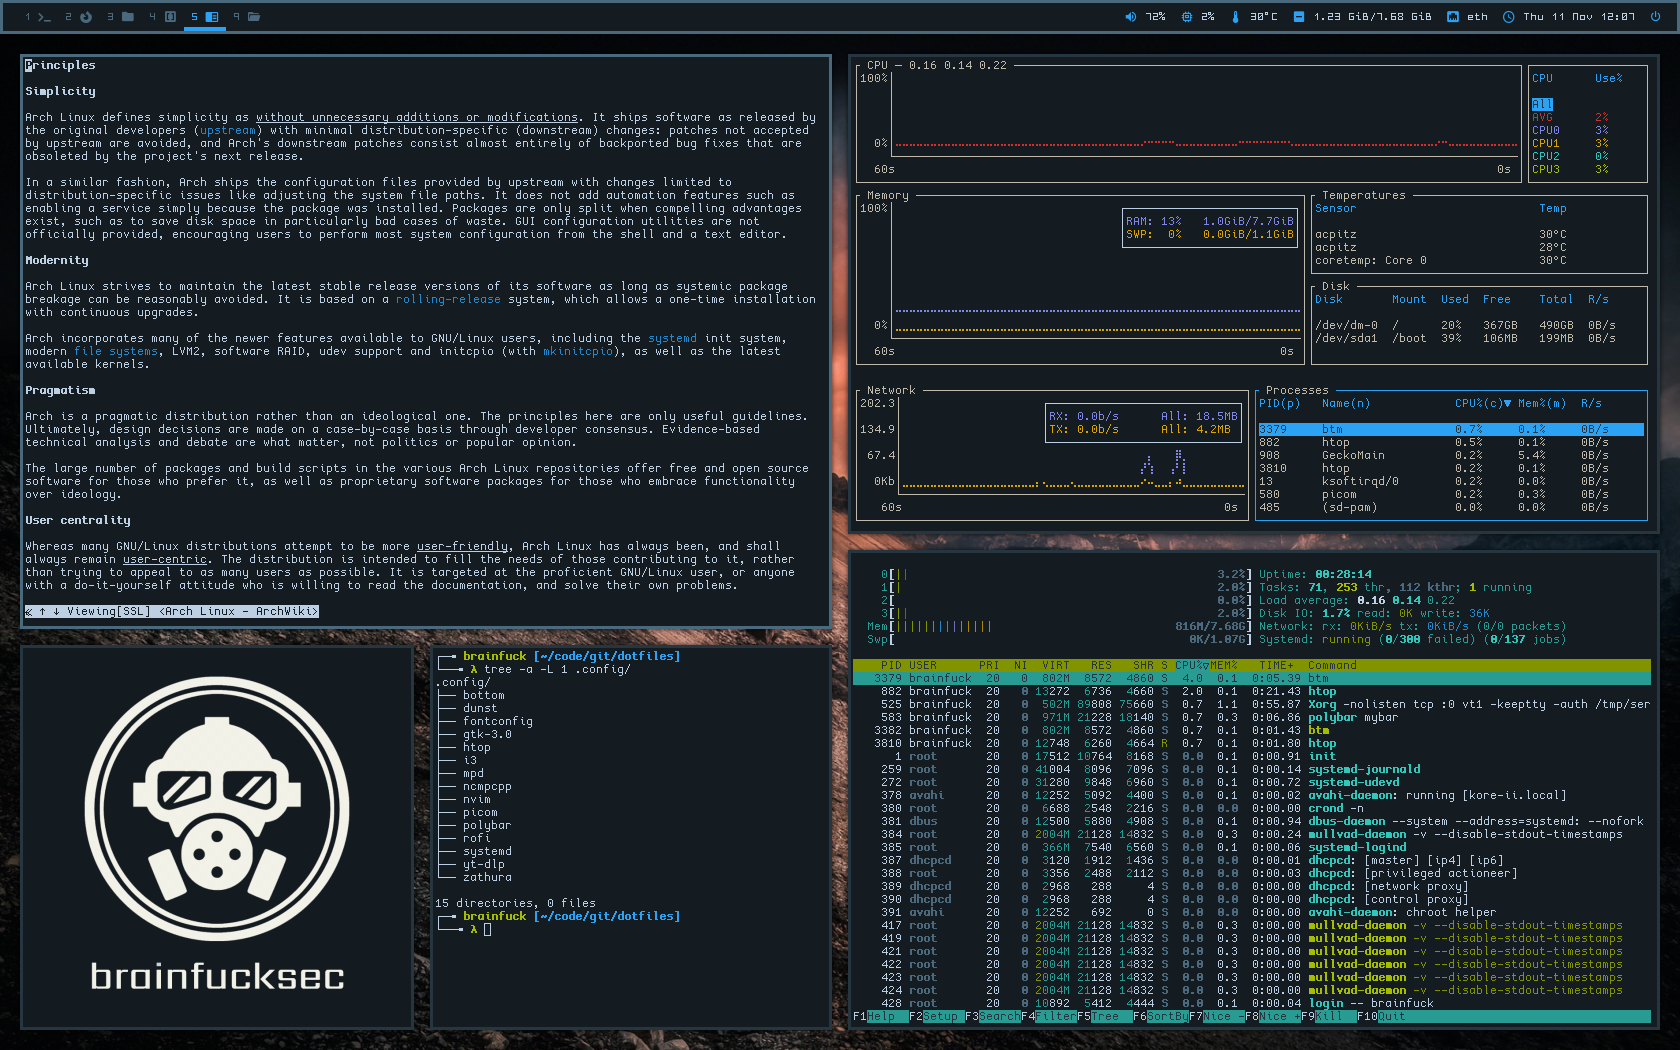 1 2 3 4 5 9
72% 2% 30°C 1.23 GiB/7.68 GiB eth Thu 11 Nov 12:07
Principles
Simplicity
Arch Linux defines simplicity as without unnecessary additions or modifications. It ships software as released by
the original developers (upstream) with minimal distribution-specific (downstream) changes: patches not accepted
by upstream are avoided, and Arch's downstream patches consist almost entirely of backported bug fixes that are
obsoleted by the project's next release.
In a similar fashion, Arch ships the configuration files provided by upstream with changes limited to
distribution-specific issues like adjusting the system file paths. It does not add automation features such as
enabling a service simply because the package was installed. Packages are only split when compelling advantages
exist, such as to save disk space in particularly bad cases of waste. GUI configuration utilities are not
officially provided, encouraging users to perform most system configuration from the shell and a text editor.
Modernity
Arch Linux strives to maintain the latest stable release versions of its software as long as systemic package
breakage can be reasonably avoided. It is based on a rolling-release system, which allows a one-time installation
with continuous upgrades.
Arch incorporates many of the newer features available to GNU/Linux users, including the systemd init system,
modern file systems, LVM2, software RAID, udev support and initcpio (with mkinitcpio), as well as the latest
available kernels.
Pragmatism
Arch is a pragmatic distribution rather than an ideological one. The principles here are only useful guidelines.
Ultimately, design decisions are made on a case-by-case basis through developer consensus. Evidence-based
technical analysis and debate are what matter, not politics or popular opinion.
The large number of packages and build scripts in the various Arch Linux repositories offer free and open source
software for those who prefer it, as well as proprietary software packages for those who embrace functionality
over ideology.
User centrality
Whereas many GNU/Linux distributions attempt to be more user-friendly, Arch Linux has always been, and shall
always remain user-centric. The distribution is intended to fill the needs of those contributing to it, rather
than trying to appeal to as many users as possible. It is targeted at the proficient GNU/Linux user, or anyone
with a do-it-yourself attitude who is willing to read the documentation, and solve their own problems.
≪ ↑ ↓ Viewing[SSL] <Arch Linux - ArchWiki>
brainfucksec
brainfuck [~/code/git/dotfiles]
λ tree -a -L 1 .config/
.config/
├── bottom
├── dunst
├── fontconfig
├── gtk-3.0
├── htop
├── i3
├── mpd
├── ncmpcpp
├── nvim
├── picom
├── polybar
├── rofi
├── systemd
├── yt-dlp
└── zathura
15 directories, 0 files
brainfuck [~/code/git/dotfiles]
λ
CPU — 0.16 0.14 0.22
100%
0%
60s 0s
CPU Use%
All
AVG 2%
CPU0 3%
CPU1 3%
CPU2 0%
CPU3 3%
Memory
100%
RAM: 13% 1.0GiB/7.7GiB
SWP: 0% 0.0GiB/1.1GiB
0%
60s 0s
Temperatures
Sensor Temp
acpitz 30°C
acpitz 28°C
coretemp: Core 0 30°C
Disk
Disk Mount Used Free Total R/s
/dev/dm-0 / 20% 367GB 490GB 0B/s
/dev/sda1 /boot 39% 106MB 199MB 0B/s
Network
202.3
134.9
67.4
0Kb
RX: 0.0b/s All: 18.5MB
TX: 0.0b/s All: 4.2MB
60s 0s
Processes
PID(p) Name(n) CPU%(c)▼ Mem%(m) R/s
3379 btm 0.7% 0.1% 0B/s
882 htop 0.5% 0.1% 0B/s
908 GeckoMain 0.2% 5.4% 0B/s
3810 htop 0.2% 0.1% 0B/s
13 ksoftirqd/0 0.2% 0.0% 0B/s
580 picom 0.2% 0.3% 0B/s
485 (sd-pam) 0.0% 0.0% 0B/s
0[|| 3.2%] Uptime: 00:28:14
1[| 2.0%] Tasks: 71, 253 thr, 112 kthr; 1 running
2[ 0.0%] Load average: 0.16 0.14 0.22
3[|| 2.0%] Disk IO: 1.7% read: 0K write: 36K
Mem[|||||||||||||| 816M/7.68G] Network: rx: 0KiB/s tx: 0KiB/s (0/0 packets)
Swp[ 0K/1.07G] Systemd: running (0/300 failed) (0/137 jobs)
PID USER PRI NI VIRT RES SHR S CPU%▽MEM% TIME+ Command
3379 brainfuck 20 0 802M 8572 4860 S 4.0 0.1 0:05.39 btm
882 brainfuck 20 0 13272 6736 4660 S 2.0 0.1 0:21.43 htop
525 brainfuck 20 0 502M 89808 75660 S 0.7 1.1 0:55.87 Xorg -nolisten tcp :0 vt1 -keeptty -auth /tmp/ser
583 brainfuck 20 0 971M 21228 18140 S 0.7 0.3 0:06.86 polybar mybar
3382 brainfuck 20 0 802M 8572 4860 S 0.7 0.1 0:01.43 btm
3810 brainfuck 20 0 12748 6260 4664 R 0.7 0.1 0:01.80 htop
1 root 20 0 17512 10764 8168 S 0.0 0.1 0:00.91 init
259 root 20 0 41004 8096 7096 S 0.0 0.1 0:00.14 systemd-journald
272 root 20 0 31280 9848 6960 S 0.0 0.1 0:00.72 systemd-udevd
378 avahi 20 0 12252 5092 4400 S 0.0 0.1 0:00.02 avahi-daemon: running [kore-ii.local]
380 root 20 0 6688 2548 2216 S 0.0 0.0 0:00.00 crond -n
381 dbus 20 0 12500 5880 4908 S 0.0 0.1 0:00.94 dbus-daemon --system --address=systemd: --nofork
384 root 20 0 2004M 21128 14832 S 0.0 0.3 0:00.24 mullvad-daemon -v --disable-stdout-timestamps
385 root 20 0 366M 7540 6560 S 0.0 0.1 0:00.06 systemd-logind
387 dhcpcd 20 0 3120 1912 1436 S 0.0 0.0 0:00.01 dhcpcd: [master] [ip4] [ip6]
388 root 20 0 3356 2488 2112 S 0.0 0.0 0:00.03 dhcpcd: [privileged actioneer]
389 dhcpcd 20 0 2968 288 4 S 0.0 0.0 0:00.00 dhcpcd: [network proxy]
390 dhcpcd 20 0 2968 288 4 S 0.0 0.0 0:00.00 dhcpcd: [control proxy]
391 avahi 20 0 12252 692 0 S 0.0 0.0 0:00.00 avahi-daemon: chroot helper
417 root 20 0 2004M 21128 14832 S 0.0 0.3 0:00.00 mullvad-daemon -v --disable-stdout-timestamps
419 root 20 0 2004M 21128 14832 S 0.0 0.3 0:00.00 mullvad-daemon -v --disable-stdout-timestamps
421 root 20 0 2004M 21128 14832 S 0.0 0.3 0:00.00 mullvad-daemon -v --disable-stdout-timestamps
422 root 20 0 2004M 21128 14832 S 0.0 0.3 0:00.00 mullvad-daemon -v --disable-stdout-timestamps
423 root 20 0 2004M 21128 14832 S 0.0 0.3 0:00.00 mullvad-daemon -v --disable-stdout-timestamps
424 root 20 0 2004M 21128 14832 S 0.0 0.3 0:00.00 mullvad-daemon -v --disable-stdout-timestamps
428 root 20 0 10892 5412 4444 S 0.0 0.1 0:00.04 login -- brainfuck
F1Help F2Setup F3SearchF4FilterF5Tree F6SortByF7Nice -F8Nice +F9Kill F10Quit